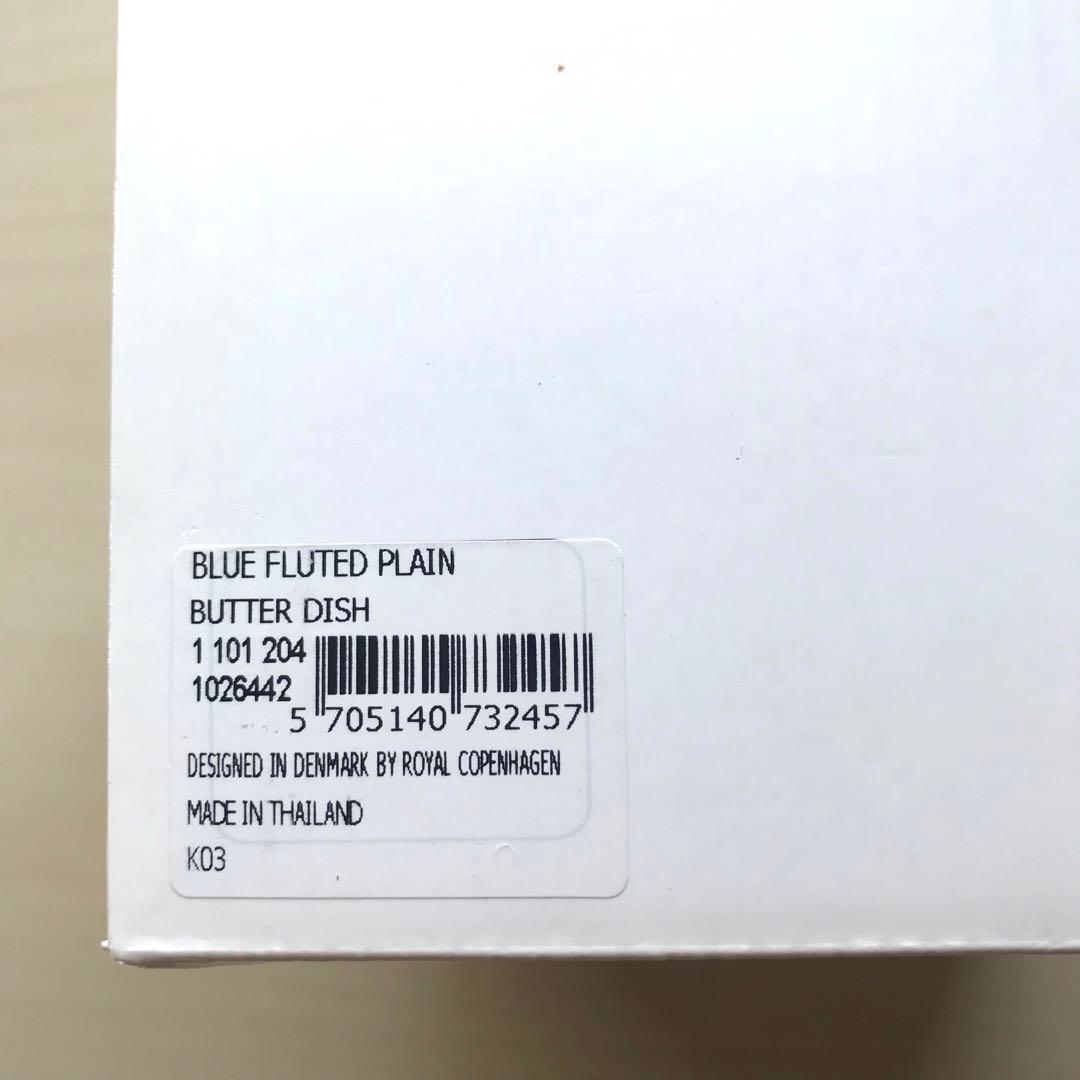 BLUE FLUTED PLAIN
BUTTER DISH
1 101 204
1026442
5 705140 732457
DESIGNED IN DENMARK BY ROYAL COPENHAGEN
MADE IN THAILAND
K03